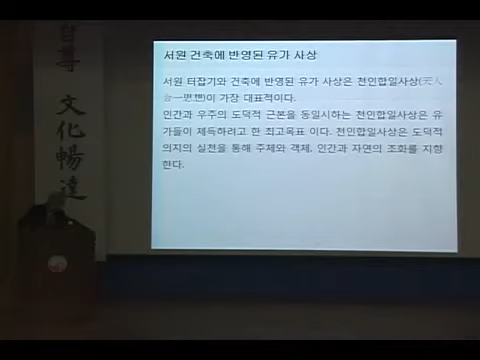 自
尊
文
化
暢
達
서원 건축에 반영된 유가 사상
서원 터잡기와 건축에 반영된 유가 사상은 천인합일사상(天人
合一思想)이 가장 대표적이다.
인간과 우주의 도덕적 근본을 동일시하는 천인합일사상은 유
가들이 제득하려고 한 최고목표 이다. 천인합일사상은 도덕적
의지의 실천을 통해 주체와 객체, 인간과 자연의 조화를 지향
한다.